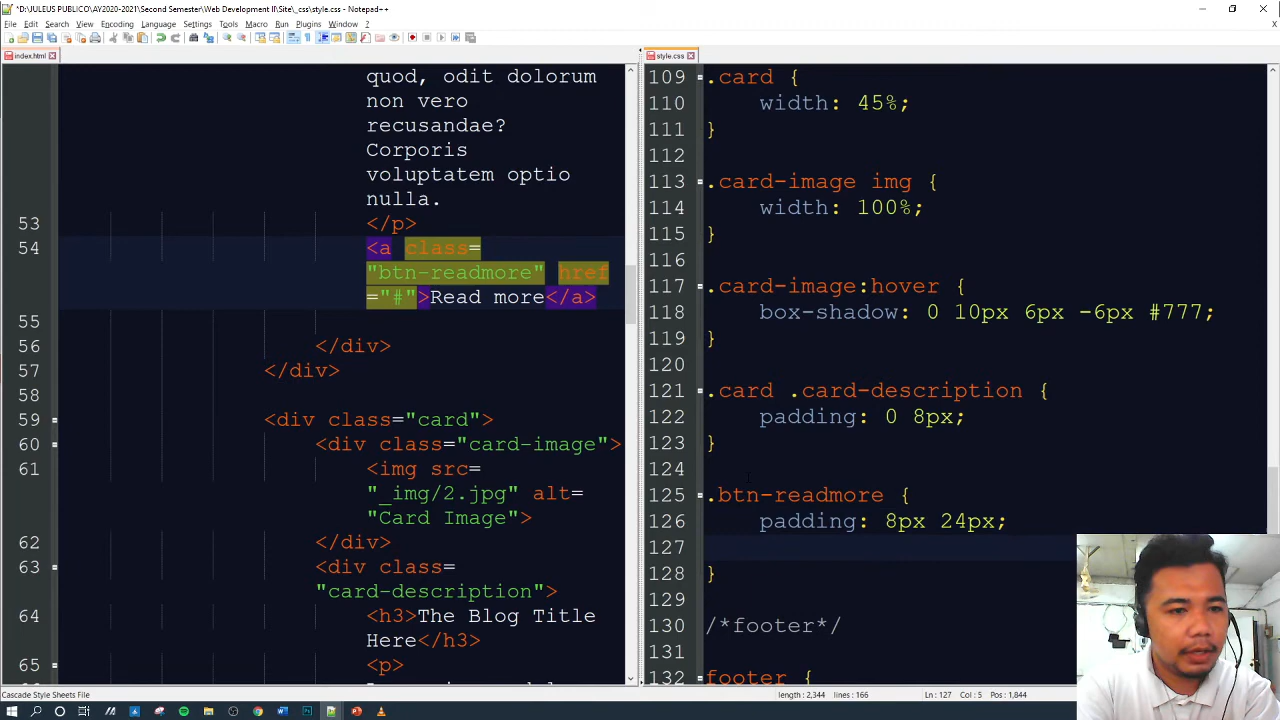 *D:\JULEUS PUBLICO\AY2020-2021\Second Semester\Web Development II\Site\_css\style.css - Notepad++
File Edit Search View Encoding Language Settings Tools Macro Run Plugins Window ?
X
index.html
style.css
quod, odit dolorum
non vero
recusandae?
Corporis
voluptatem optio
nulla.
53 </p>
54 <a class=
"btn-readmore" href
="#">Read more</a>
55
56 </div>
57 </div>
58
59 <div class="card">
60 <div class="card-image">
61 <img src=
"_img/2.jpg" alt=
"Card Image">
62 </div>
63 <div class=
"card-description">
64 <h3>The Blog Title
Here</h3>
65 <p>
109 .card {
110 width: 45%;
111 }
112
113 .card-image img {
114 width: 100%;
115 }
116
117 .card-image:hover {
118 box-shadow: 0 10px 6px -6px #777;
119 }
120
121 .card .card-description {
122 padding: 0 8px;
123 }
124
125 .btn-readmore {
126 padding: 8px 24px;
127
128 }
129
130 /*footer*/
131
132 footer {
Cascade Style Sheets File
length : 2,344 lines : 166
Ln : 127 Col : 5 Pos : 1,844